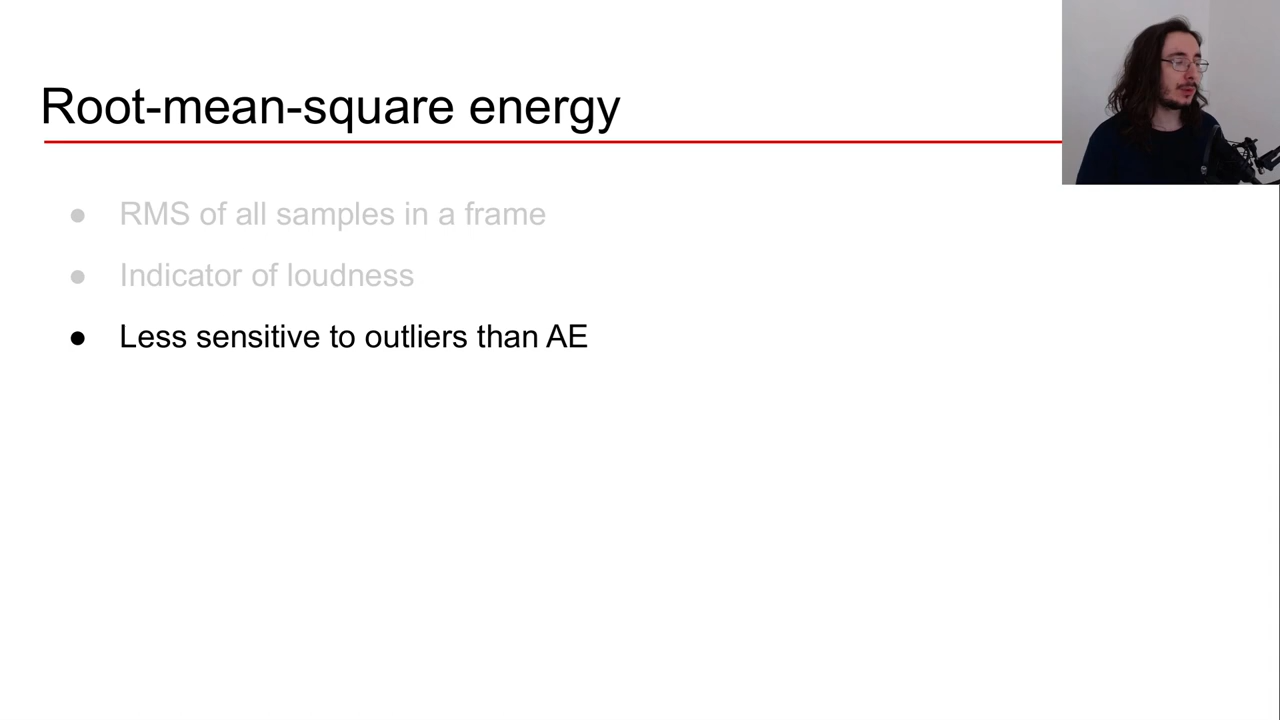 Root-mean-square energy
● RMS of all samples in a frame
● Indicator of loudness
● Less sensitive to outliers than AE